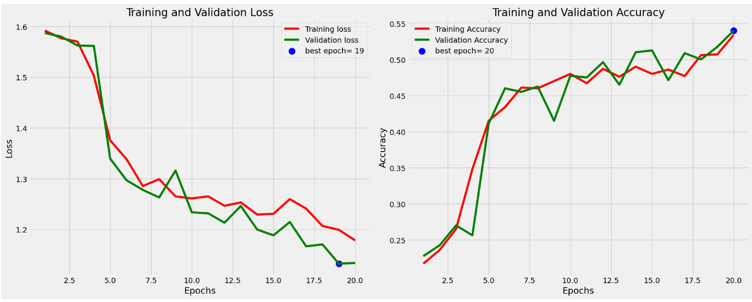 Training and Validation Loss
Training loss
Validation loss
best epoch= 19
Loss
1.6
1.5
1.4
1.3
1.2
2.5 5.0 7.5 10.0 12.5 15.0 17.5 20.0
Epochs
Training and Validation Accuracy
Training Accuracy
Validation Accuracy
best epoch= 20
Accuracy
0.55
0.50
0.45
0.40
0.35
0.30
0.25
2.5 5.0 7.5 10.0 12.5 15.0 17.5 20.0
Epochs